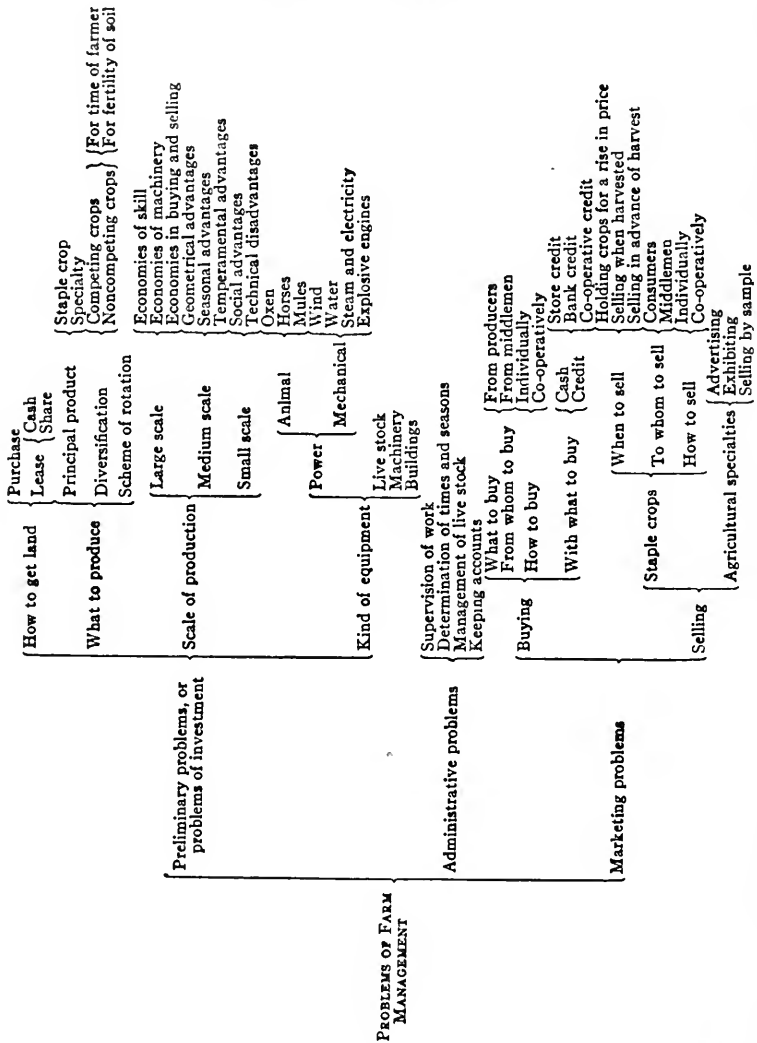 PROBLEMS OF FARM
MANAGEMENT
Preliminary problems, or
problems of investment
How to get land
Purchase
Lease
Cash
Share
What to produce
Principal product
Staple crop
Specialty
Diversification
Competing crops
Noncompeting crops
For time of farmer
For fertility of soil
Scheme of rotation
Scale of production
Large scale
Medium scale
Small scale
Economies of skill
Economies of machinery
Economies in buying and selling
Geometrical advantages
Seasonal advantages
Temperamental advantages
Social advantages
Technical disadvantages
Kind of equipment
Power
Animal
Oxen
Horses
Mules
Mechanical
Wind
Water
Steam and electricity
Explosive engines
Live stock
Machinery
Buildings
Administrative problems
Supervision of work
Determination of times and seasons
Management of live stock
Keeping accounts
Marketing problems
Buying
What to buy
From whom to buy
From producers
From middlemen
How to buy
Individually
Co-operatively
With what to buy
Cash
Credit
Store credit
Bank credit
Co-operative credit
Selling
Staple crops
When to sell
Holding crops for a rise in price
Selling when harvested
Selling in advance of harvest
To whom to sell
Consumers
Middlemen
How to sell
Individually
Co-operatively
Agricultural specialties
Advertising
Exhibiting
Selling by sample